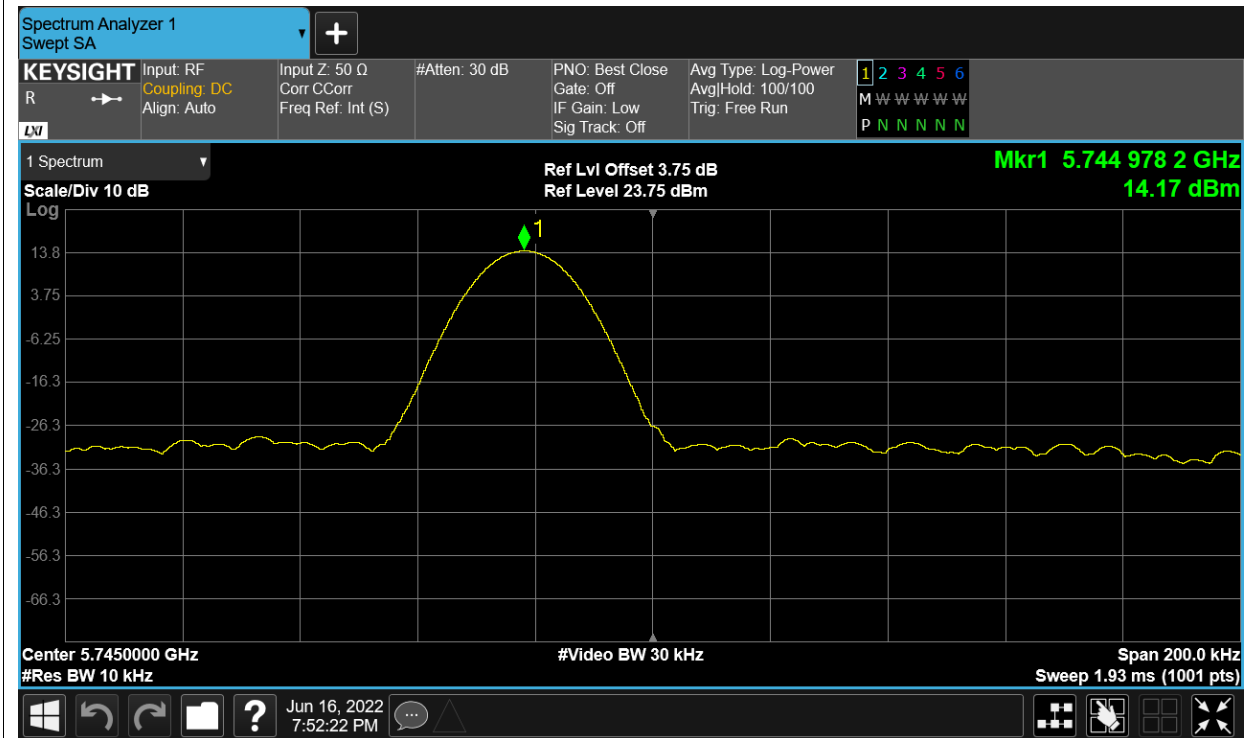 Spectrum Analyzer 1
Swept SA
+
KEYSIGHT
R
LXI
Input: RF
Coupling: DC
Align: Auto
Input Z: 50 Ω
Corr CCorr
Freq Ref: Int (S)
#Atten: 30 dB
PNO: Best Close
Gate: Off
IF Gain: Low
Sig Track: Off
Avg Type: Log-Power
Avg|Hold: 100/100
Trig: Free Run
1 2 3 4 5 6
M W W W W W
P N N N N N
1 Spectrum
Scale/Div 10 dB
Log
Ref Lvl Offset 3.75 dB
Ref Level 23.75 dBm
Mkr1 5.744 978 2 GHz
14.17 dBm
1
13.8
3.75
-6.25
-16.3
-26.3
-36.3
-46.3
-56.3
-66.3
Center 5.7450000 GHz
#Res BW 10 kHz
#Video BW 30 kHz
Span 200.0 kHz
Sweep 1.93 ms (1001 pts)
?
Jun 16, 2022
7:52:22 PM